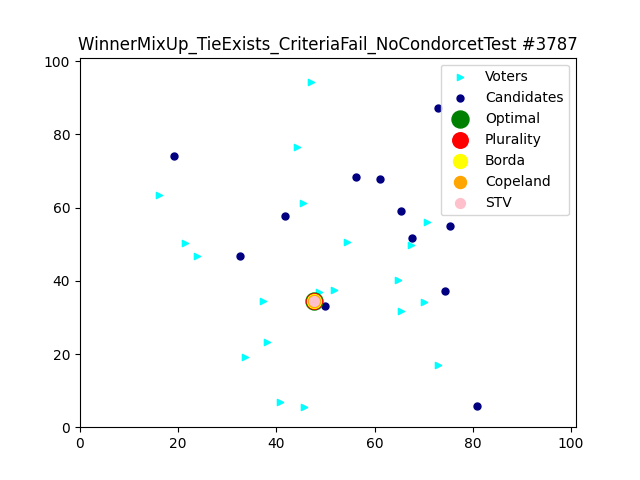 WinnerMixUp_TieExists_CriteriaFail_NoCondorcetTest #3787
100
80
60
40
20
0
0 20 40 60 80 100
Voters
Candidates
Optimal
Plurality
Borda
Copeland
STV